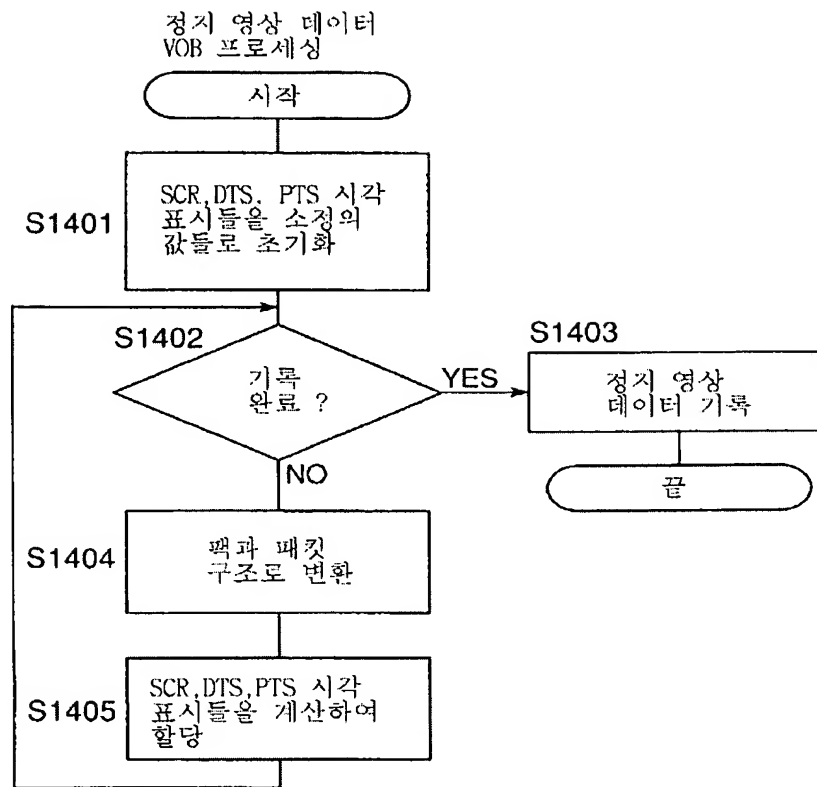 정지 영상 데이터
VOB 프로세싱
시작
S1401
SCR,DTS. PTS 시각
표시들을 소정의
값들로 초기화
S1402
기록
완료 ?
YES
NO
S1403
정지 영상
데이터 기록
끝
S1404
팩과 패킷
구조로 변환
S1405
SCR,DTS,PTS 시각
표시들을 계산하여
할당